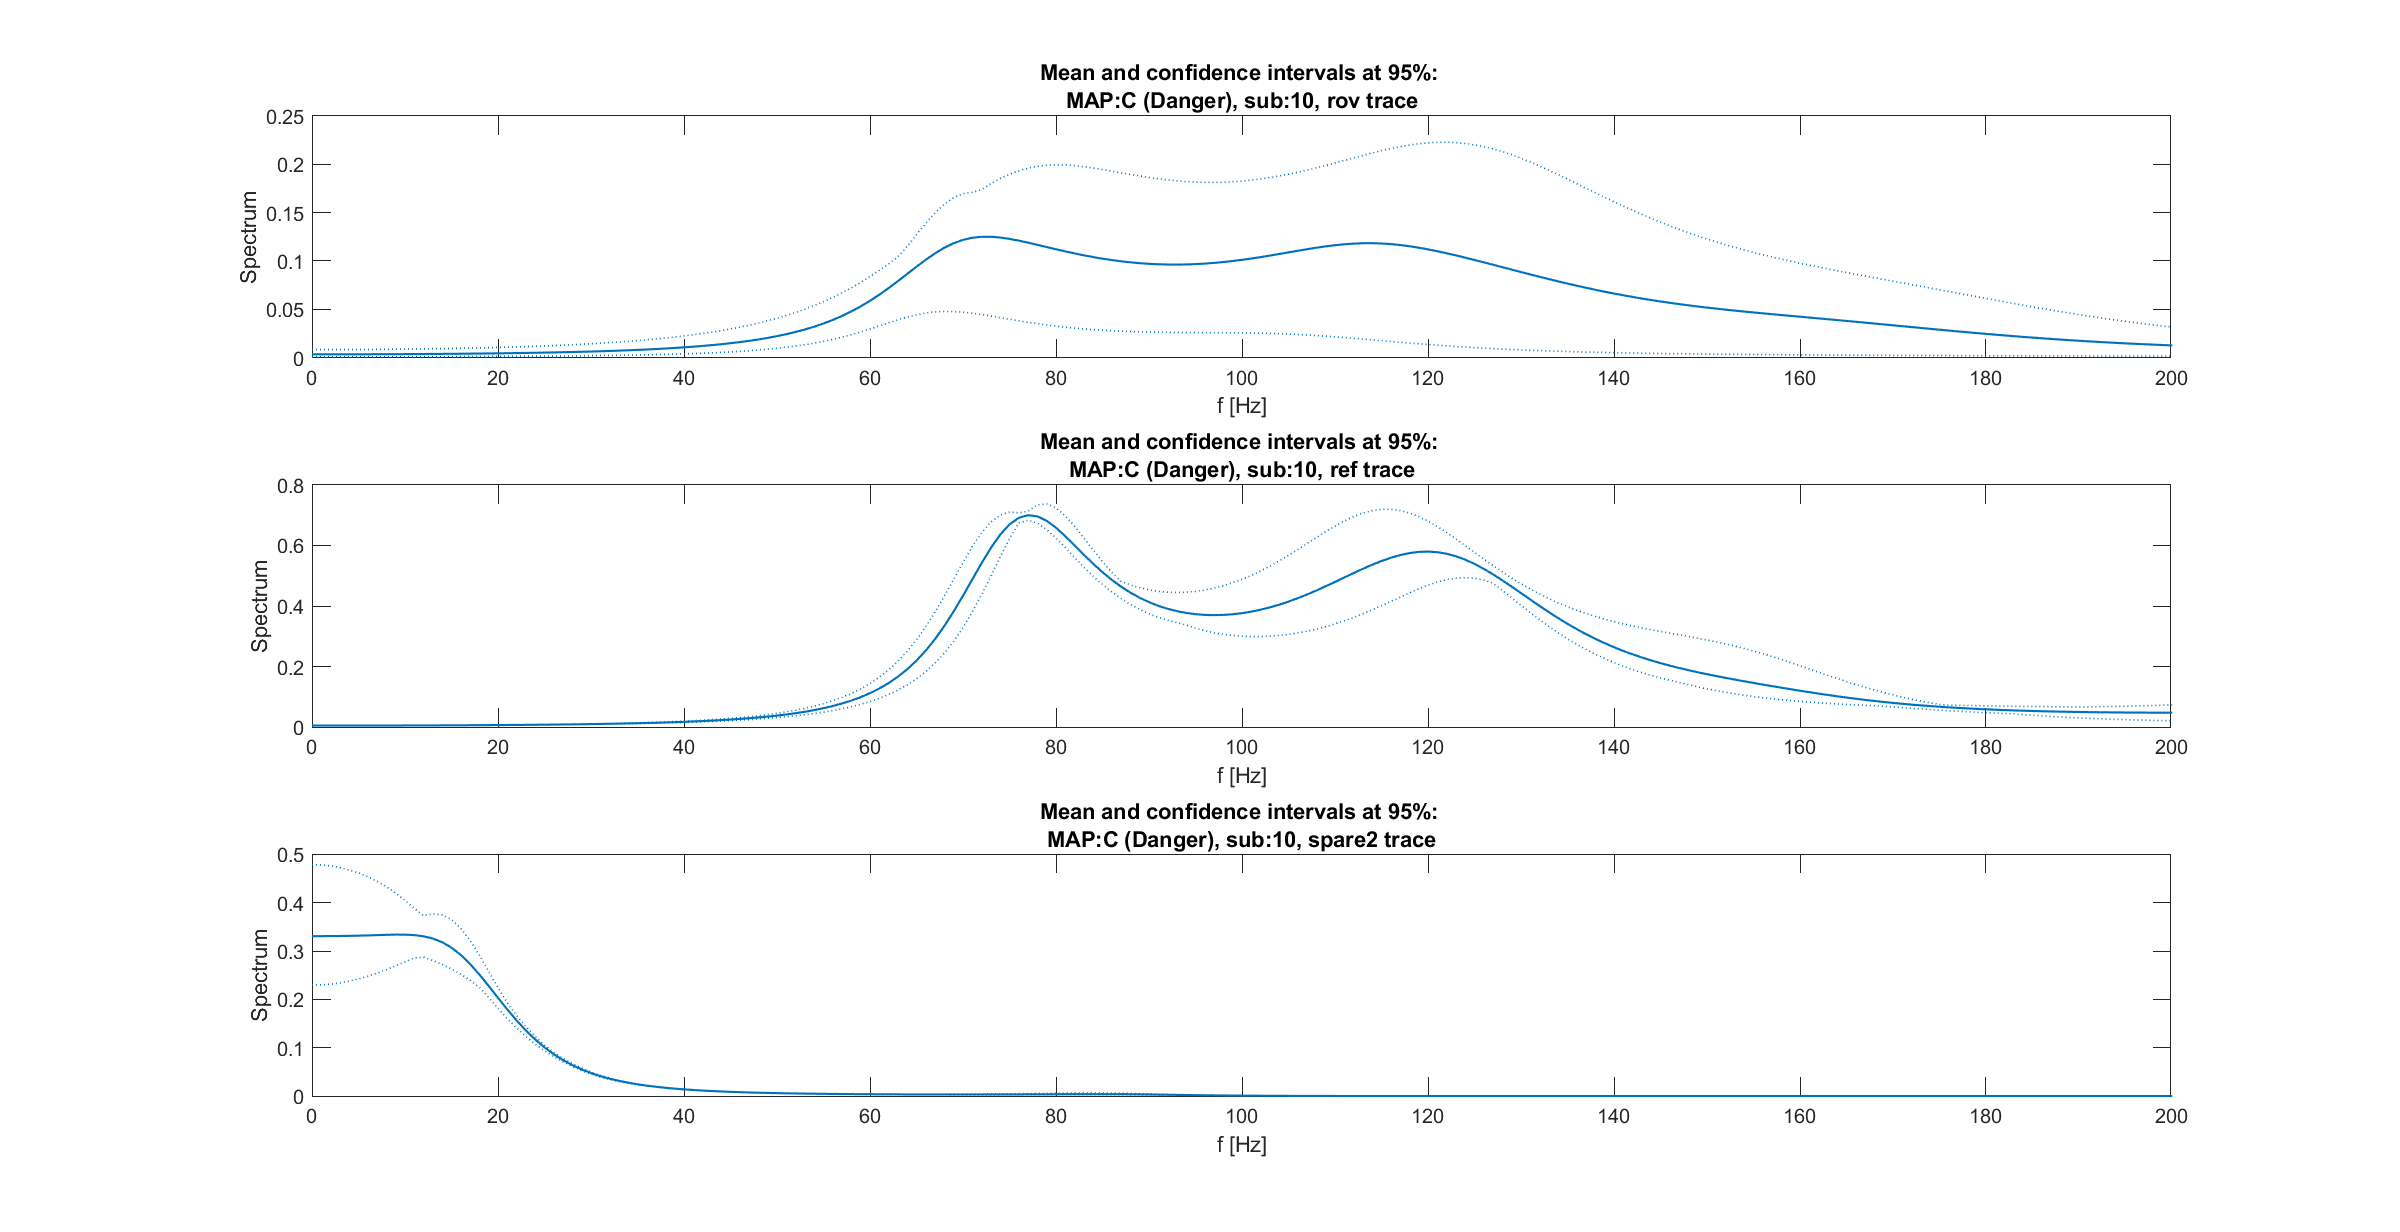 Mean and confidence intervals at 95%:
MAP:C (Danger), sub:10, rov trace
0.25
0.2
0.15
0.1
0.05
0
Spectrum
0 20 40 60 80 100 120 140 160 180 200
f [Hz]
Mean and confidence intervals at 95%:
MAP:C (Danger), sub:10, ref trace
0.8
0.6
0.4
0.2
0
Spectrum
0 20 40 60 80 100 120 140 160 180 200
f [Hz]
Mean and confidence intervals at 95%:
MAP:C (Danger), sub:10, spare2 trace
0.5
0.4
0.3
0.2
0.1
0
Spectrum
0 20 40 60 80 100 120 140 160 180 200
f [Hz]